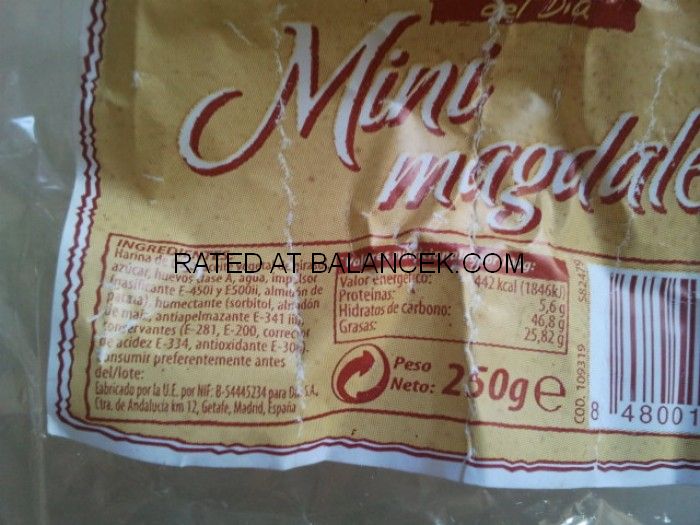 del Dia
Mini
magdale
RATED AT BALANCEK.COM
INGREDI
Harina de
azúcar, huevos clase A, agua, impulsor
(gasificante E-450i y E500ii, almidón de
patata), humectante (sorbitol, almidón
de maíz, antiapelmazante E-341
conservantes (E-281, E-200, corrector
de acidez E-334, antioxidante E-30
Consumir preferentemente antes
del/lote:
Fabricado por la U.E. por NIF: B-54445234 para Dia S.A.
Ctra. de Andalucía km 12, Getafe, Madrid, España
Valor energético: 442 kcal (1846kJ)
Proteínas: 5,6 g
Hidratos de carbono: 46,8 g
Grasas: 25,82 g
Peso
Neto: 250g e
COD. 109319 582479
8 48001